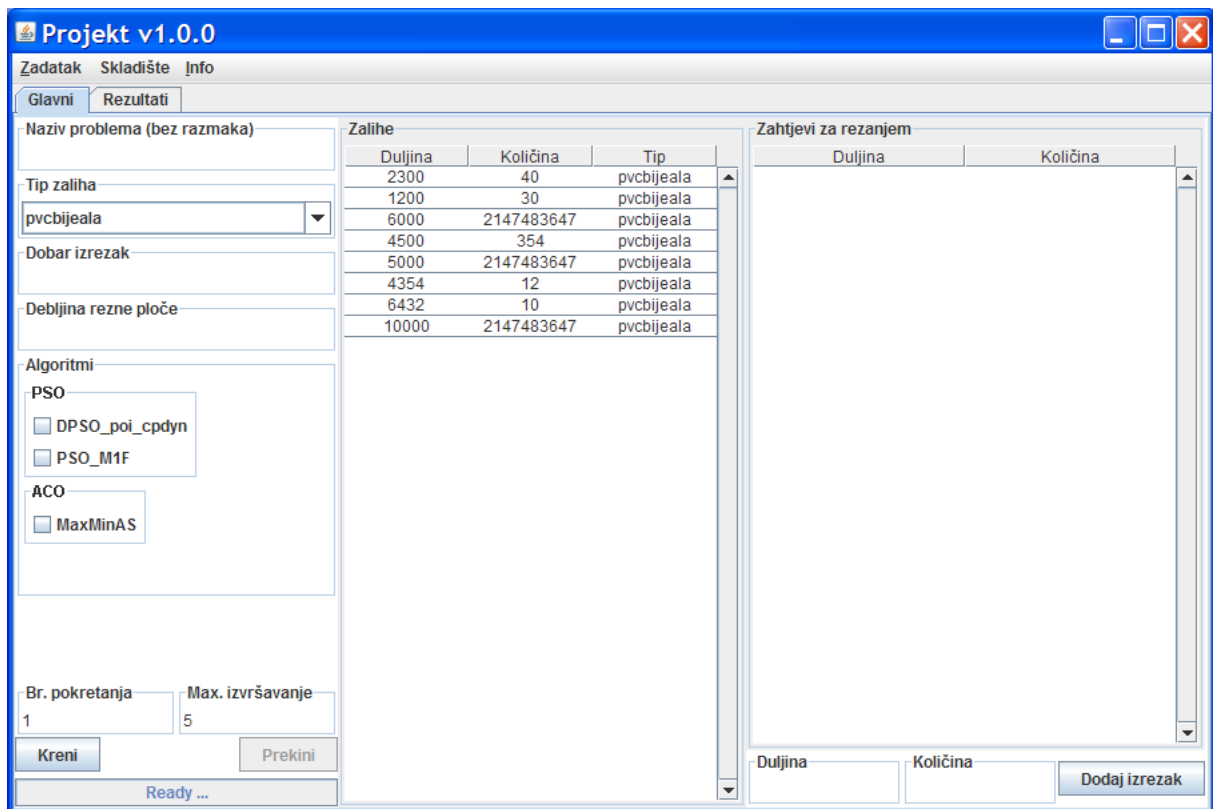 Projekt v1.0.0
Zadatak Skladište Info
Glavni Rezultati
Naziv problema (bez razmaka)
Tip zaliha
pvcbijeala
Dobar izrezak
Debljina rezne ploče
Algoritmi
PSO
DPSO_poi_cpdyn
PSO_M1F
ACO
MaxMinAS
Br. pokretanja Max. izvršavanje
1 5
Kreni Prekini
Ready ...
Zalihe
Duljina Količina Tip
2300 40 pvcbijeala
1200 30 pvcbijeala
6000 2147483647 pvcbijeala
4500 354 pvcbijeala
5000 2147483647 pvcbijeala
4354 12 pvcbijeala
6432 10 pvcbijeala
10000 2147483647 pvcbijeala
Zahtjevi za rezanjem
Duljina Količina
Duljina Količina Dodaj izrezak